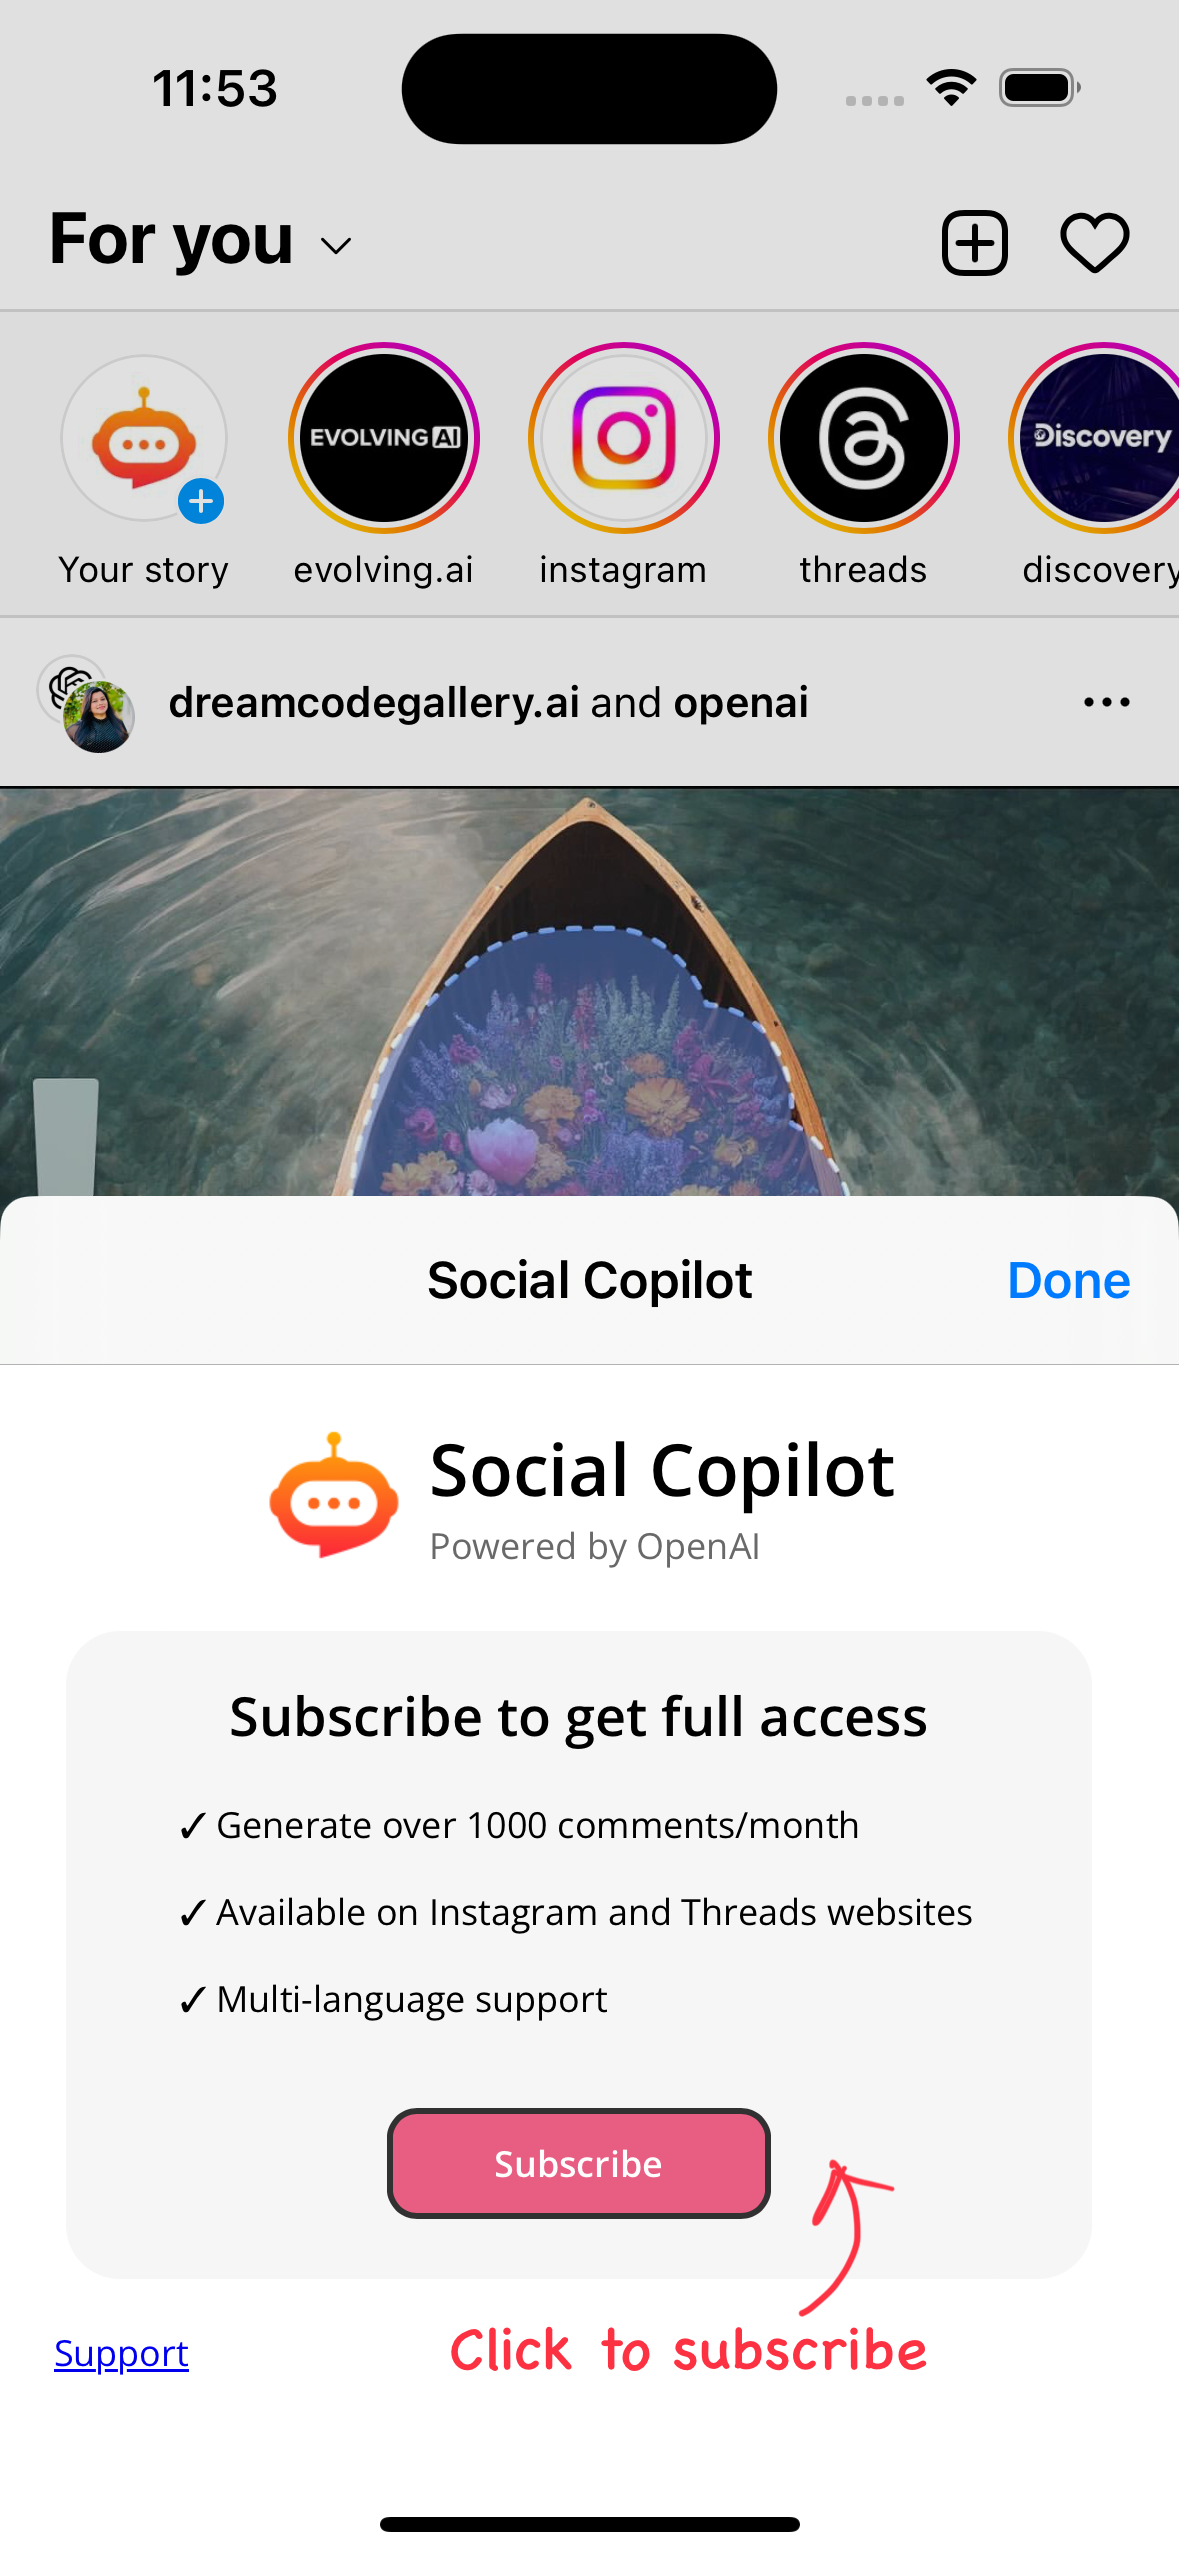 11:53
For you
EVOLVING AI
Discovery
Your story
evolving.ai
instagram
threads
discovery
dreamcodegallery.ai and openai
Social Copilot
Done
Social Copilot
Powered by OpenAI
Subscribe to get full access
✓ Generate over 1000 comments/month
✓ Available on Instagram and Threads websites
✓ Multi-language support
Subscribe
Support
Click to subscribe